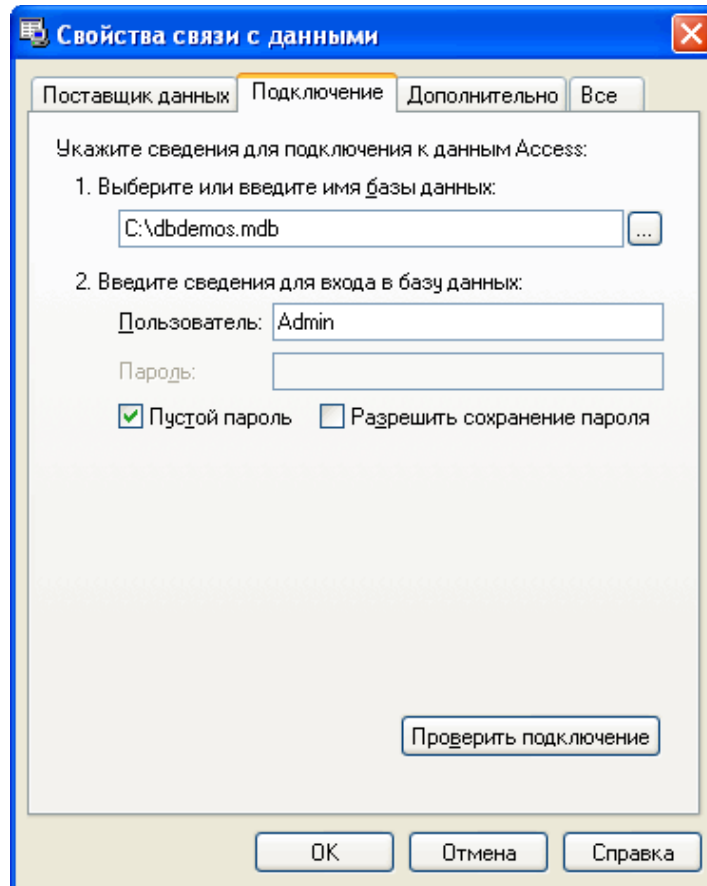 Свойства связи с данными
Поставщик данных Подключение Дополнительно Все
Укажите сведения для подключения к данным Access:
1. Выберите или введите имя базы данных:
C:\dbdemos.mdb ...
2. Введите сведения для входа в базу данных:
Пользователь: Admin
Пароль:
Пустой пароль Разрешить сохранение пароля
Проверить подключение
OK Отмена Справка